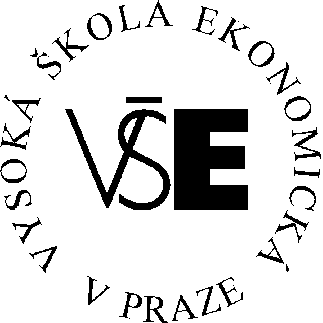 VYSOKÁ ŠKOLA EKONOMICKÁ
V PRAZE
VŠE